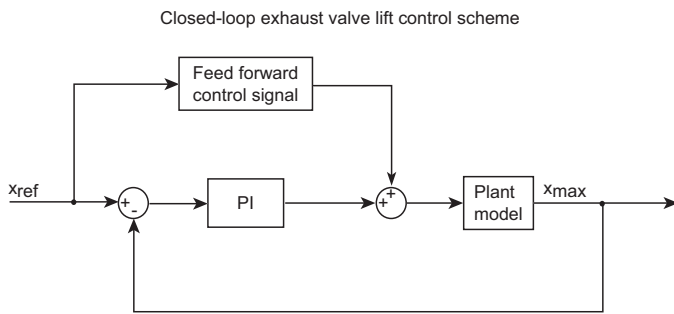 Closed-loop exhaust valve lift control scheme
Feed forward
control signal
xref
+
-
PI
+
+
Plant
model
xmax